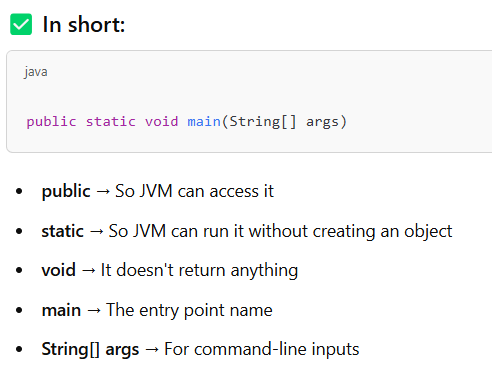 ✅ In short:
java
public static void main(String[] args)
• public → So JVM can access it
• static → So JVM can run it without creating an object
• void → It doesn't return anything
• main → The entry point name
• String[] args → For command-line inputs